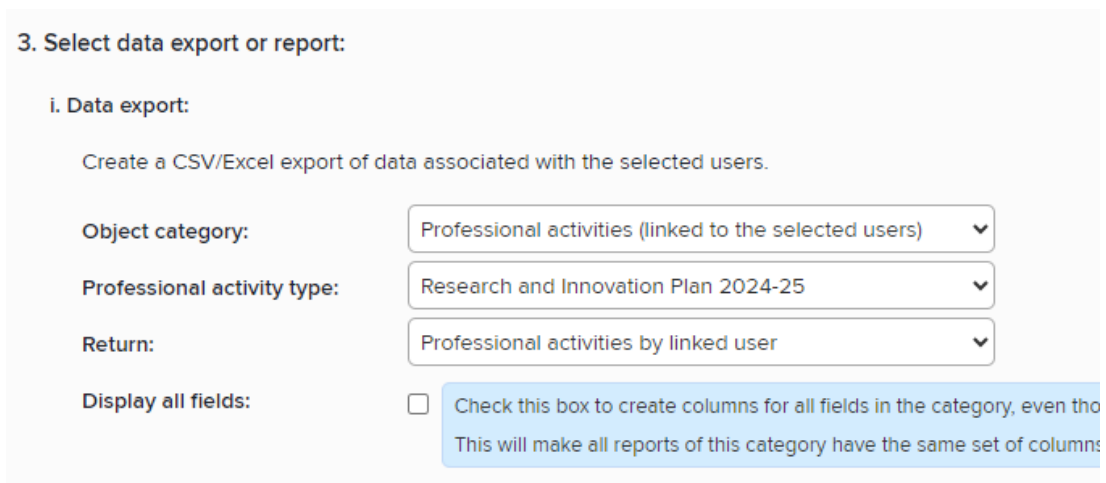 3. Select data export or report:
i. Data export:
Create a CSV/Excel export of data associated with the selected users.
Object category: Professional activities (linked to the selected users)
Professional activity type: Research and Innovation Plan 2024-25
Return: Professional activities by linked user
Display all fields: Check this box to create columns for all fields in the category, even tho
This will make all reports of this category have the same set of columns